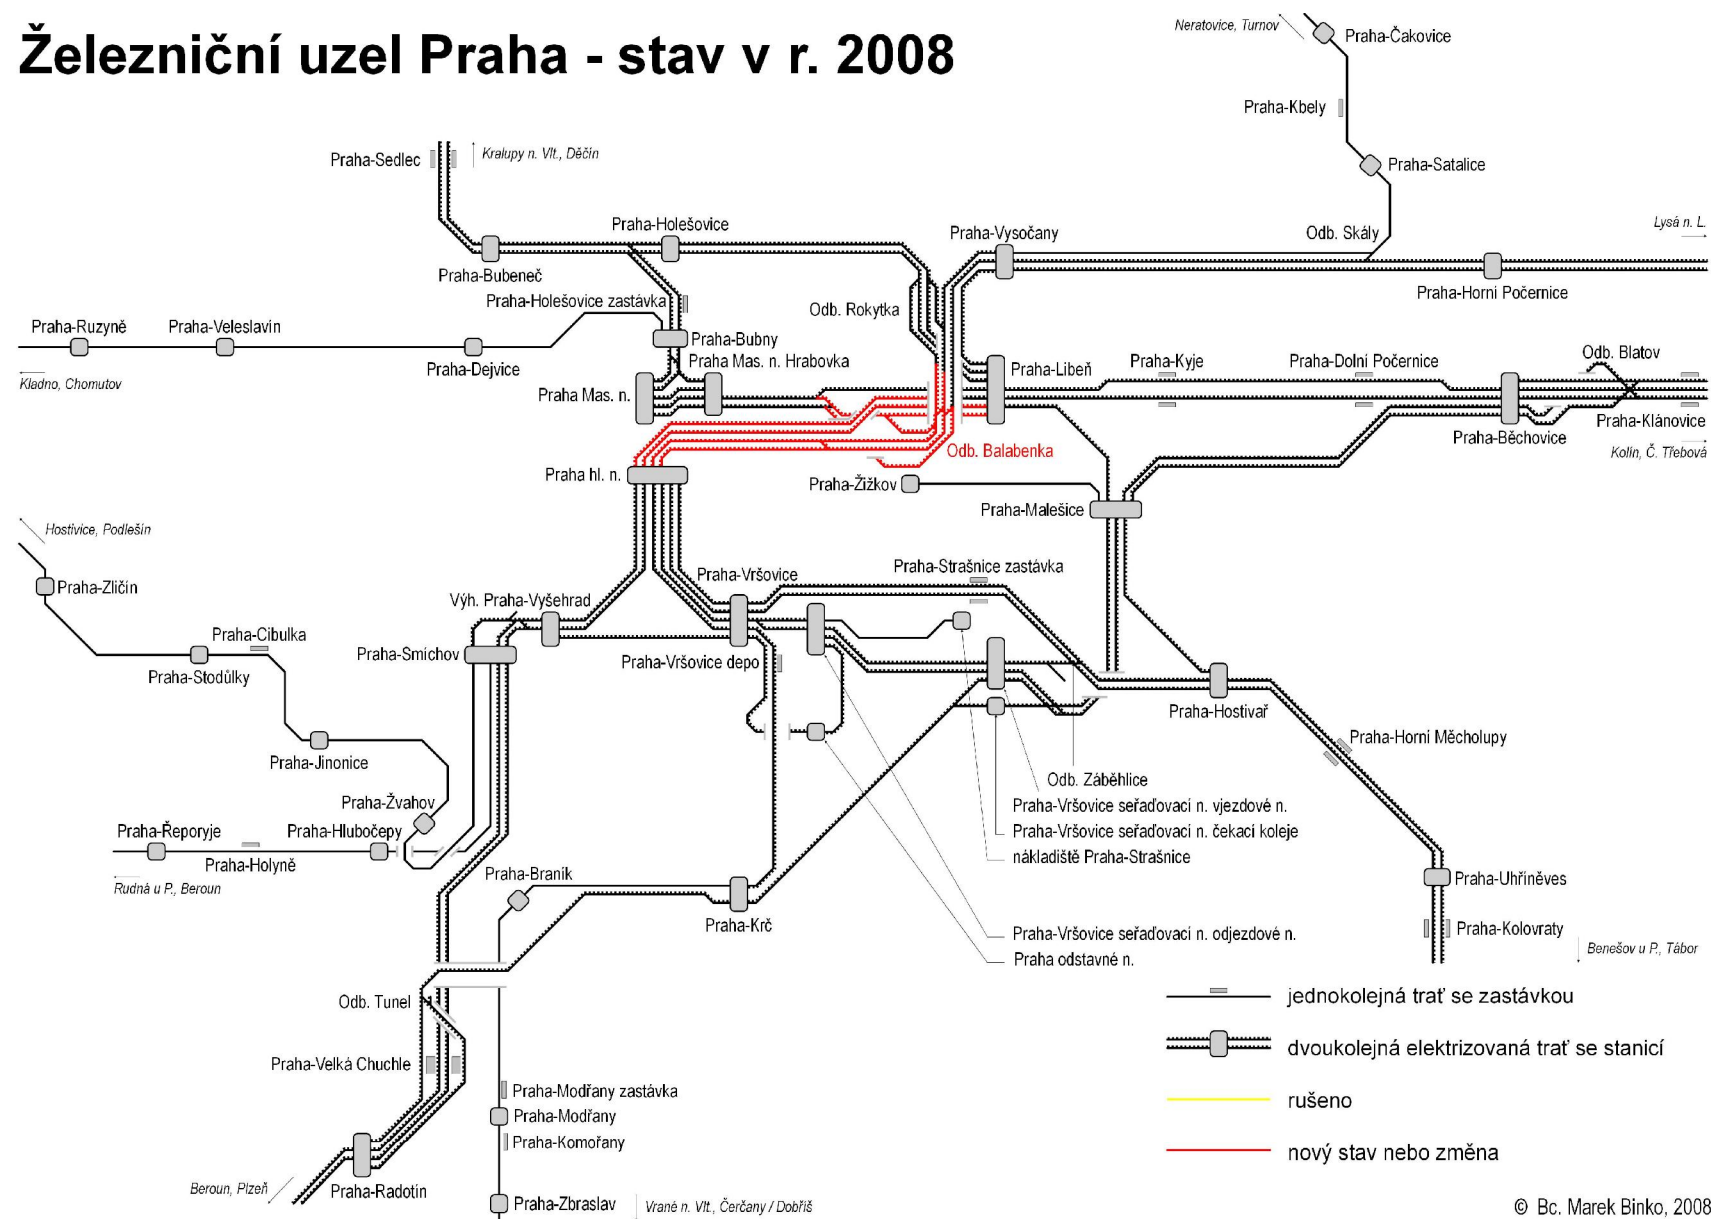 Železniční uzel Praha - stav v r. 2008
Neratovice, Turnov
Praha-Čakovice
Praha-Kbely
Praha-Sedlec
Kralupy n. Vlt., Děčín
Praha-Satalice
Praha-Holešovice
Praha-Vysočany
Odb. Skály
Lysá n. L.
Praha-Bubeneč
Praha-Holešovice zastávka
Odb. Rokytka
Praha-Horní Počernice
Praha-Ruzyně
Praha-Veleslavín
Praha-Bubny
Praha-Dejvice
Praha Mas. n. Hrabovka
Praha-Libeň
Praha-Kyje
Praha-Dolní Počernice
Odb. Blatov
Kladno, Chomutov
Praha Mas. n.
Praha-Klánovice
Praha-Běchovice
Kolín, Č. Třebová
Odb. Balabenka
Praha hl. n.
Praha-Žižkov
Praha-Malešice
Hostivice, Podlešín
Praha-Zličín
Praha-Strašnice zastávka
Praha-Vršovice
Výh. Praha-Vyšehrad
Praha-Cibulka
Praha-Smíchov
Praha-Vršovice depo
Praha-Stodůlky
Praha-Hostivař
Praha-Horní Měcholupy
Praha-Jinonice
Odb. Záběhlice
Praha-Žvahov
Praha-Vršovice seřaďovací n. vjezdové n.
Praha-Řeporyje
Praha-Hlubočepy
Praha-Vršovice seřaďovací n. čekací koleje
Praha-Holyně
nákladiště Praha-Strašnice
Rudná u P., Beroun
Praha-Braník
Praha-Uhříněves
Praha-Krč
Praha-Kolovraty
Praha-Vršovice seřaďovací n. odjezdové n.
Benešov u P., Tábor
Praha odstavné n.
Odb. Tunel
jednokolejná trať se zastávkou
dvoukolejná elektrizovaná trať se stanicí
Praha-Velká Chuchle
Praha-Modřany zastávka
rušeno
Praha-Modřany
Praha-Komořany
nový stav nebo změna
Beroun, Plzeň
Praha-Radotín
Praha-Zbraslav
Vrané n. Vlt., Čerčany / Dobříš
© Bc. Marek Binko, 2008